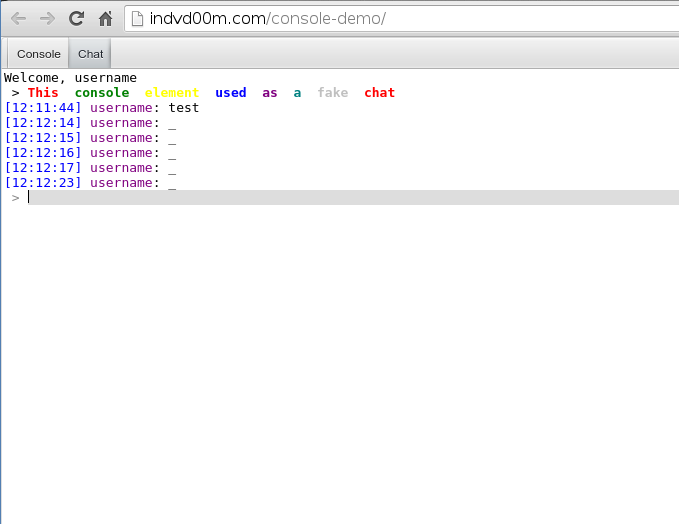 indvd00m.com/console-demo/
Console Chat
Welcome, username
> This console element used as a fake chat
[12:11:44] username: test
[12:12:14] username: _
[12:12:15] username: _
[12:12:16] username: _
[12:12:17] username: _
[12:12:23] username: _
>